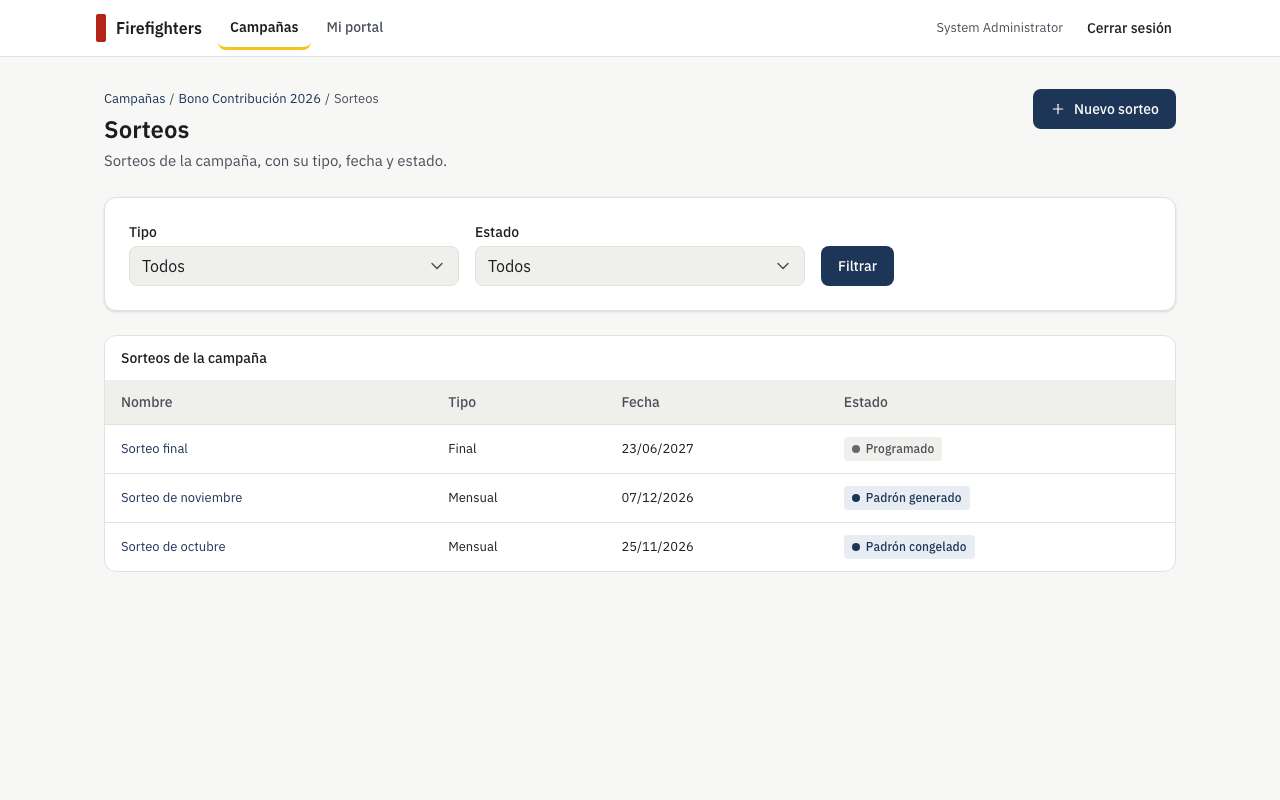 Firefighters Campañas Mi portal System Administrator Cerrar sesión
Campañas / Bono Contribución 2026 / Sorteos
+ Nuevo sorteo
Sorteos
Sorteos de la campaña, con su tipo, fecha y estado.
Tipo Estado
Todos Todos Filtrar
Sorteos de la campaña
Nombre Tipo Fecha Estado
Sorteo final Final 23/06/2027 Programado
Sorteo de noviembre Mensual 07/12/2026 Padrón generado
Sorteo de octubre Mensual 25/11/2026 Padrón congelado